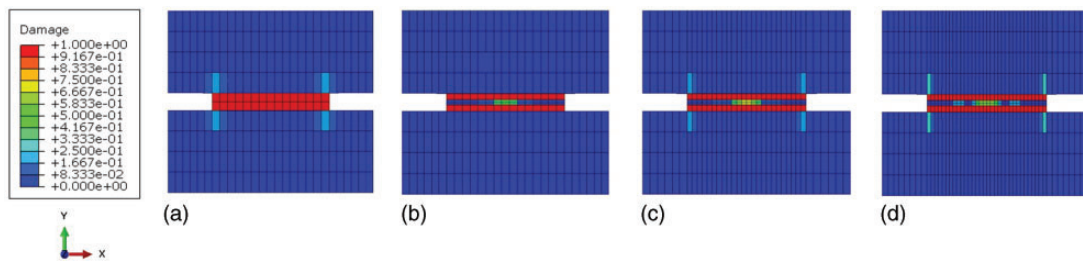 Damage
+1.000e+00
+9.167e-01
+8.333e-01
+7.500e-01
+6.667e-01
+5.833e-01
+5.000e-01
+4.167e-01
+3.333e-01
+2.500e-01
+1.667e-01
+8.333e-02
+0.000e+00
Y
X
(a)
(b)
(c)
(d)